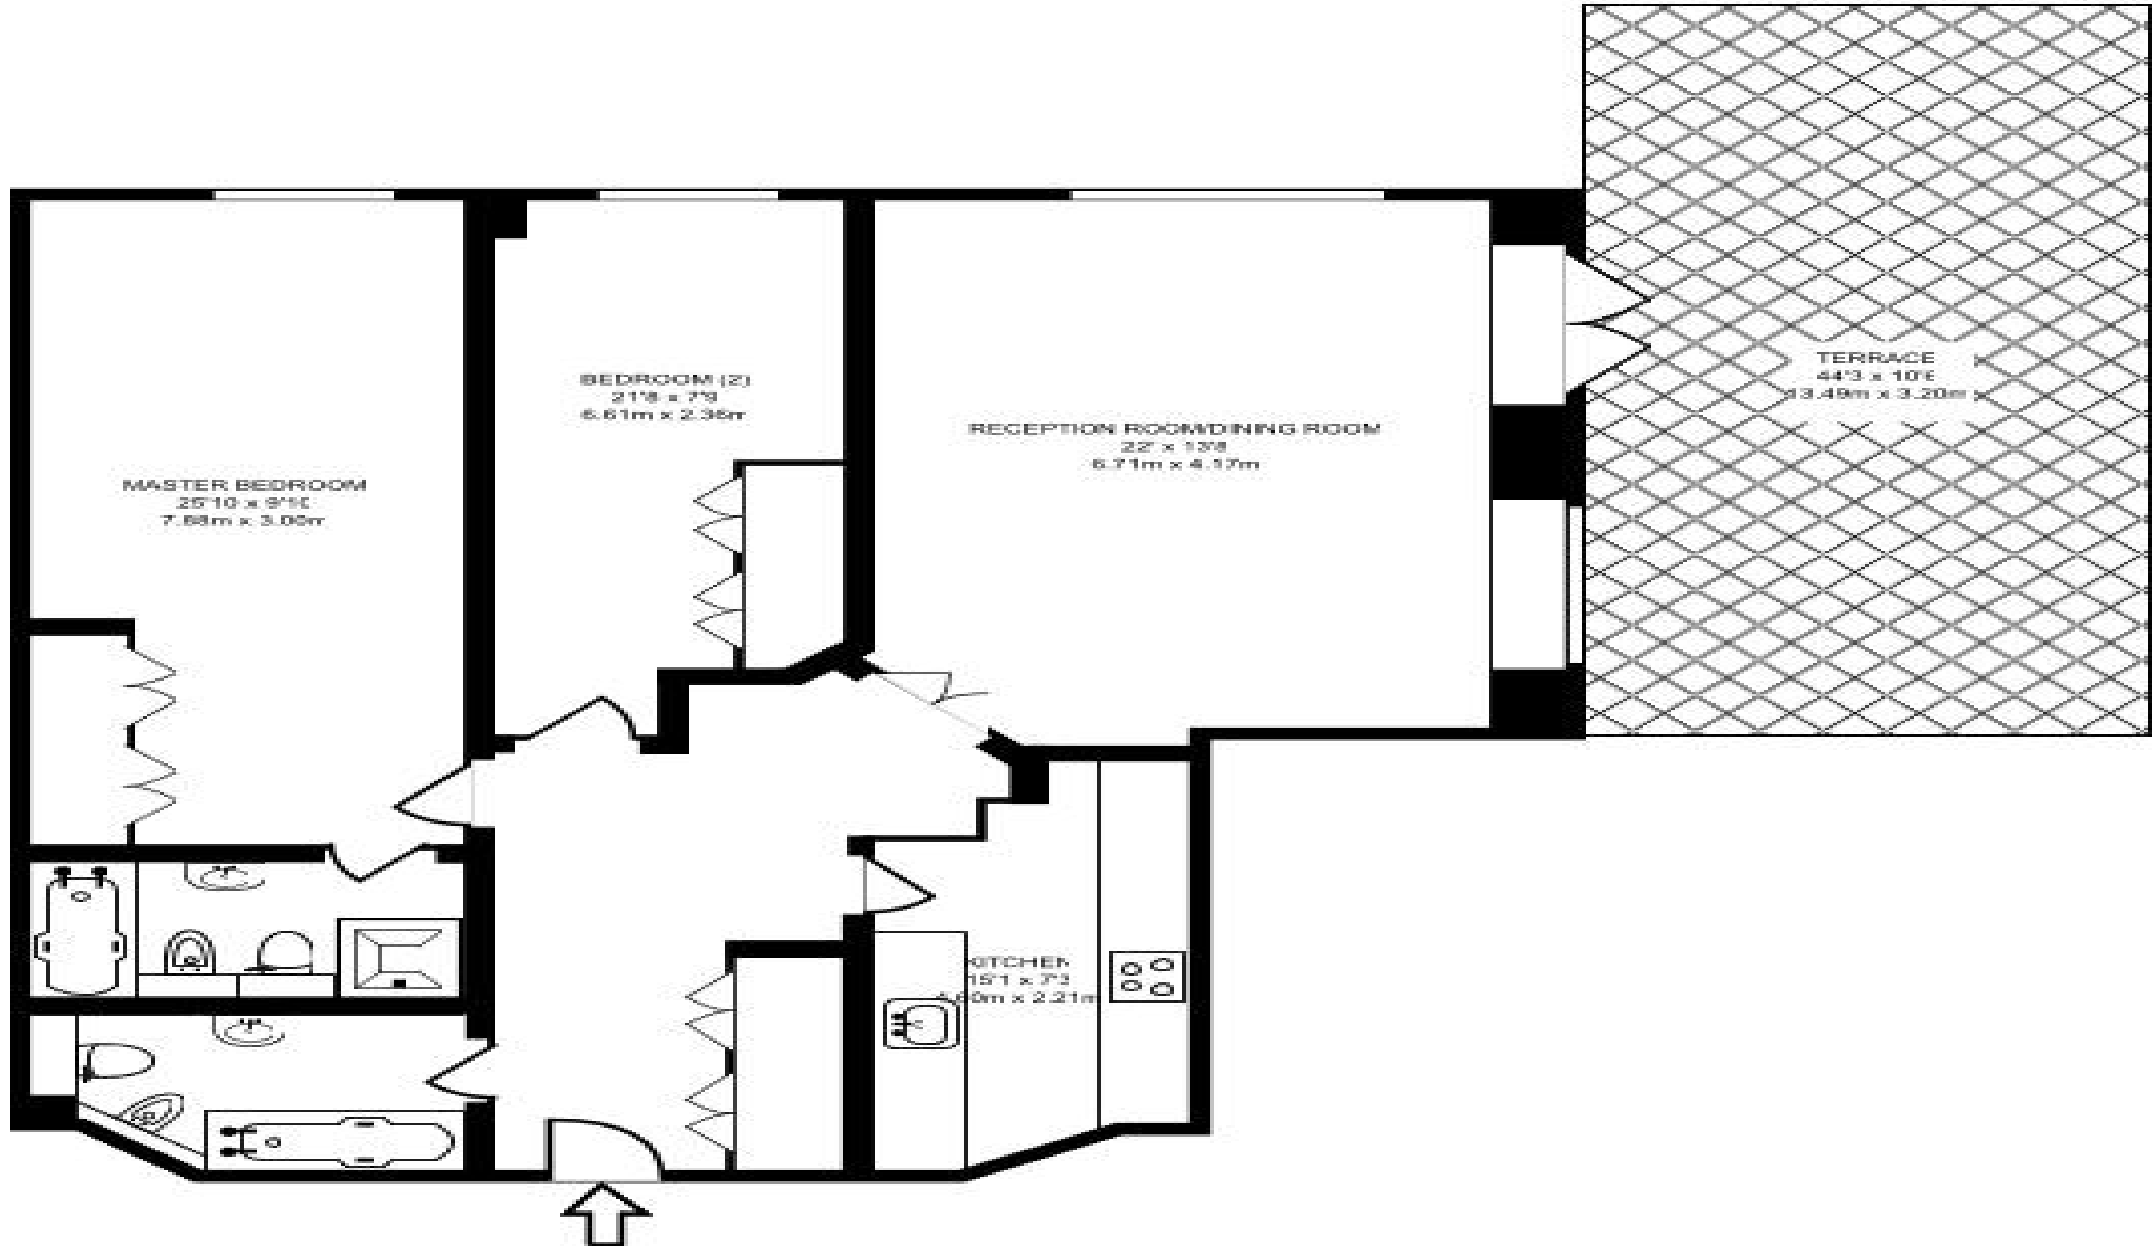 TERRACE
44'3 x 10'6
13.49m x 3.20m
BEDROOM (2)
21'8 x 7'9
6.61m x 2.36m
RECEPTION ROOM/DINING ROOM
22' x 13'8
6.71m x 4.17m
MASTER BEDROOM
25'10 x 9'10
7.88m x 3.00m
KITCHEN
15'1 x 7'3
4.60m x 2.21m